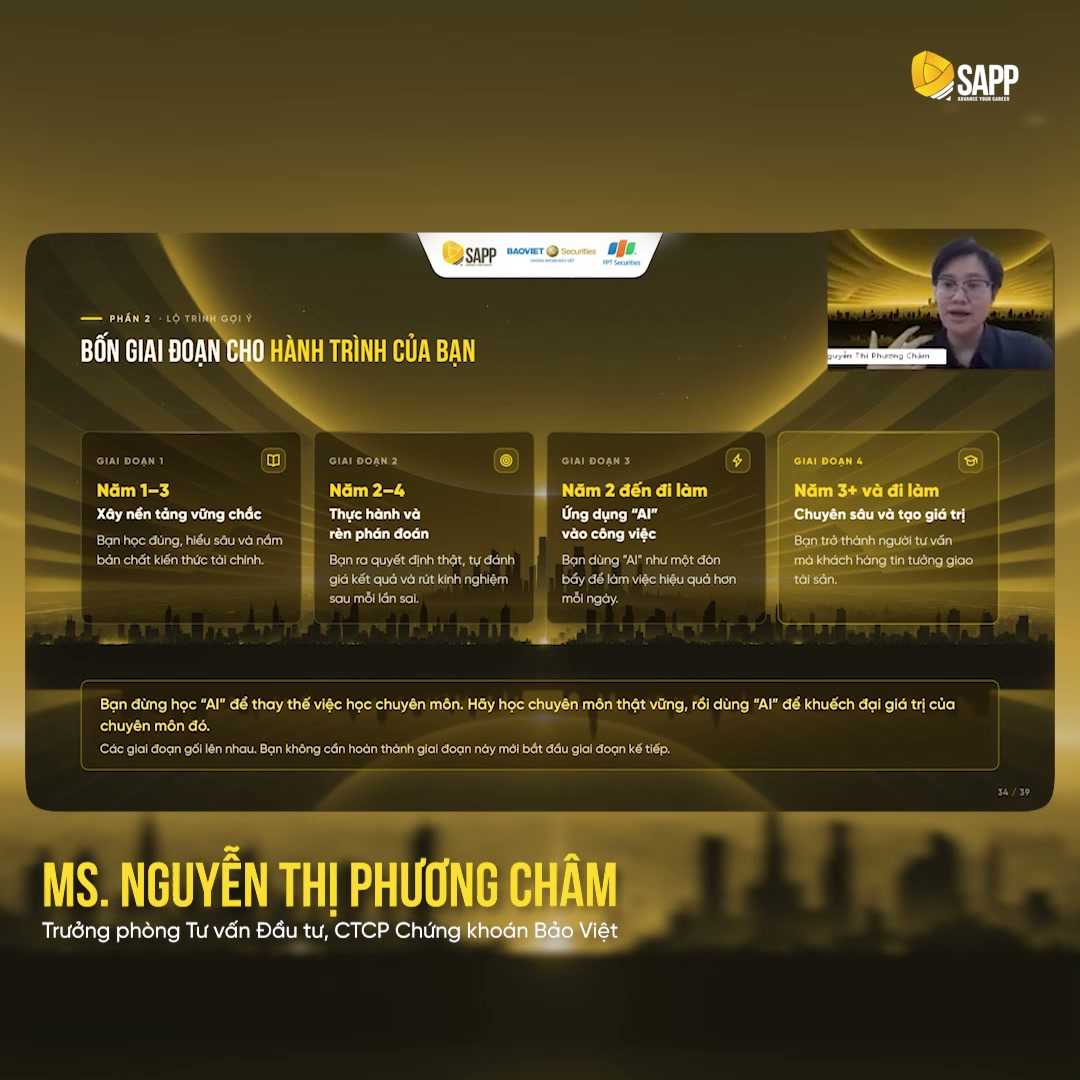 SAPP
ADVANCE YOUR CAREER
SAPP
BAOVIET Securities
CHỨNG KHOÁN BẢO VIỆT
FPT Securities
guyễn Thị Phương Châm
PHẦN 2 · LỘ TRÌNH GỢI Ý
BỐN GIAI ĐOẠN CHO HÀNH TRÌNH CỦA BẠN
GIAI ĐOẠN 1
Năm 1–3
Xây nền tảng vững chắc
Bạn học đúng, hiểu sâu và nắm
bản chất kiến thức tài chính.
GIAI ĐOẠN 2
Năm 2–4
Thực hành và
rèn phán đoán
Bạn ra quyết định thật, tự đánh
giá kết quả và rút kinh nghiệm
sau mỗi lần sai.
GIAI ĐOẠN 3
Năm 2 đến đi làm
Ứng dụng “AI”
vào công việc
Bạn dùng “AI” như một đòn
bẩy để làm việc hiệu quả hơn
mỗi ngày.
GIAI ĐOẠN 4
Năm 3+ và đi làm
Chuyên sâu và tạo giá trị
Bạn trở thành người tư vấn
mà khách hàng tin tưởng giao
tài sản.
Bạn đừng học “AI” để thay thế việc học chuyên môn. Hãy học chuyên môn thật vững, rồi dùng “AI” để khuếch đại giá trị của
chuyên môn đó.
Các giai đoạn gối lên nhau. Bạn không cần hoàn thành giai đoạn này mới bắt đầu giai đoạn kế tiếp.
34 / 39
MS. NGUYỄN THỊ PHƯƠNG CHÂM
Trưởng phòng Tư vấn Đầu tư, CTCP Chứng khoán Bảo Việt